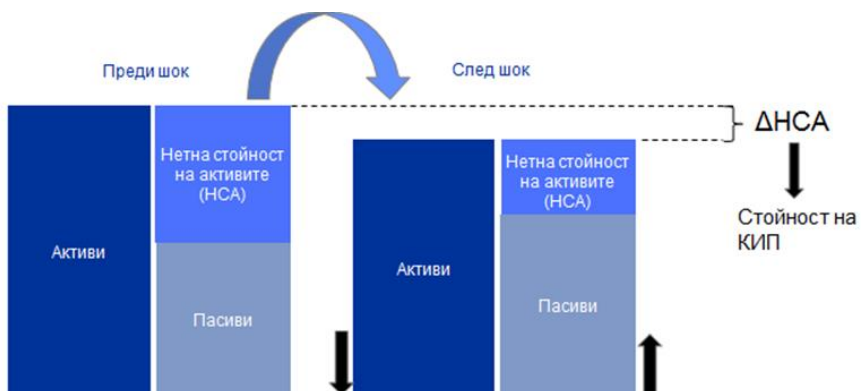 Преди шок
След шок
Нетна стойност
на активите
(НСА)
Активи
Пасиви
Нетна стойност
на активите
(НСА)
Активи
Пасиви
ΔНСА
Стойност на
КИП